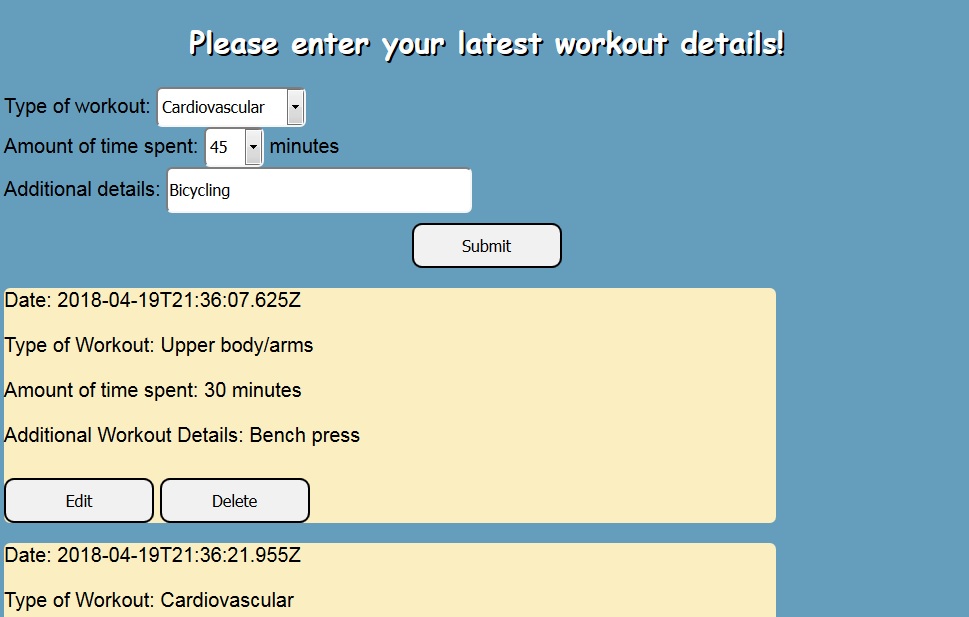 Please enter your latest workout details!
Type of workout: Cardiovascular
Amount of time spent: 45 minutes
Additional details: Bicycling
Submit
Date: 2018-04-19T21:36:07.625Z
Type of Workout: Upper body/arms
Amount of time spent: 30 minutes
Additional Workout Details: Bench press
Edit Delete
Date: 2018-04-19T21:36:21.955Z
Type of Workout: Cardiovascular